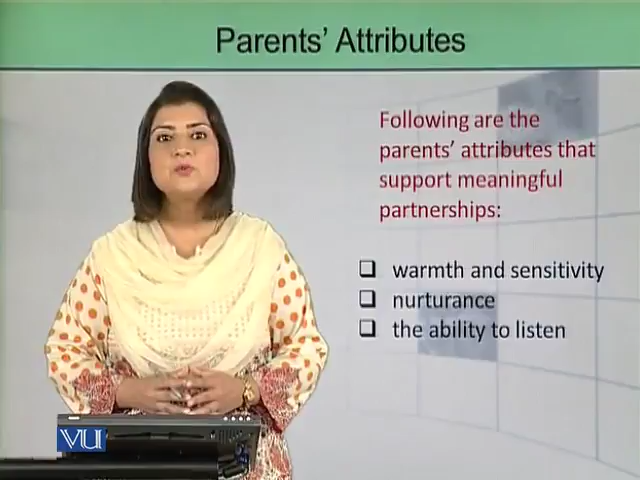 Parents’ Attributes
Following are the
parents’ attributes that
support meaningful
partnerships:
warmth and sensitivity
nurturance
the ability to listen
VU